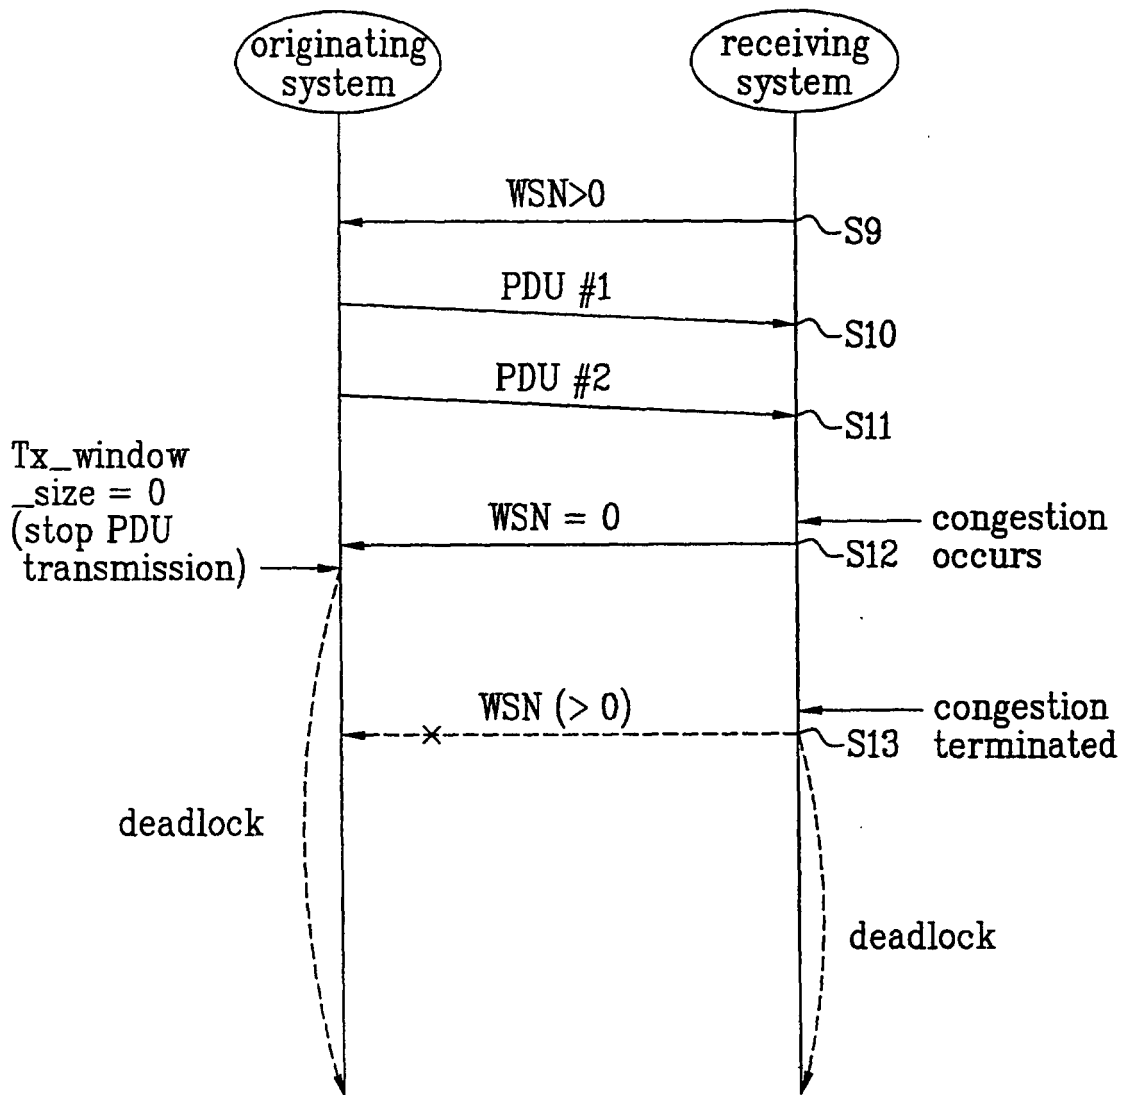 originating
system
receiving
system
WSN>0
S9
PDU #1
S10
PDU #2
S11
Tx_window
_size = 0
(stop PDU
transmission)
WSN = 0
S12
congestion
occurs
WSN (> 0)
S13
congestion
terminated
deadlock
deadlock